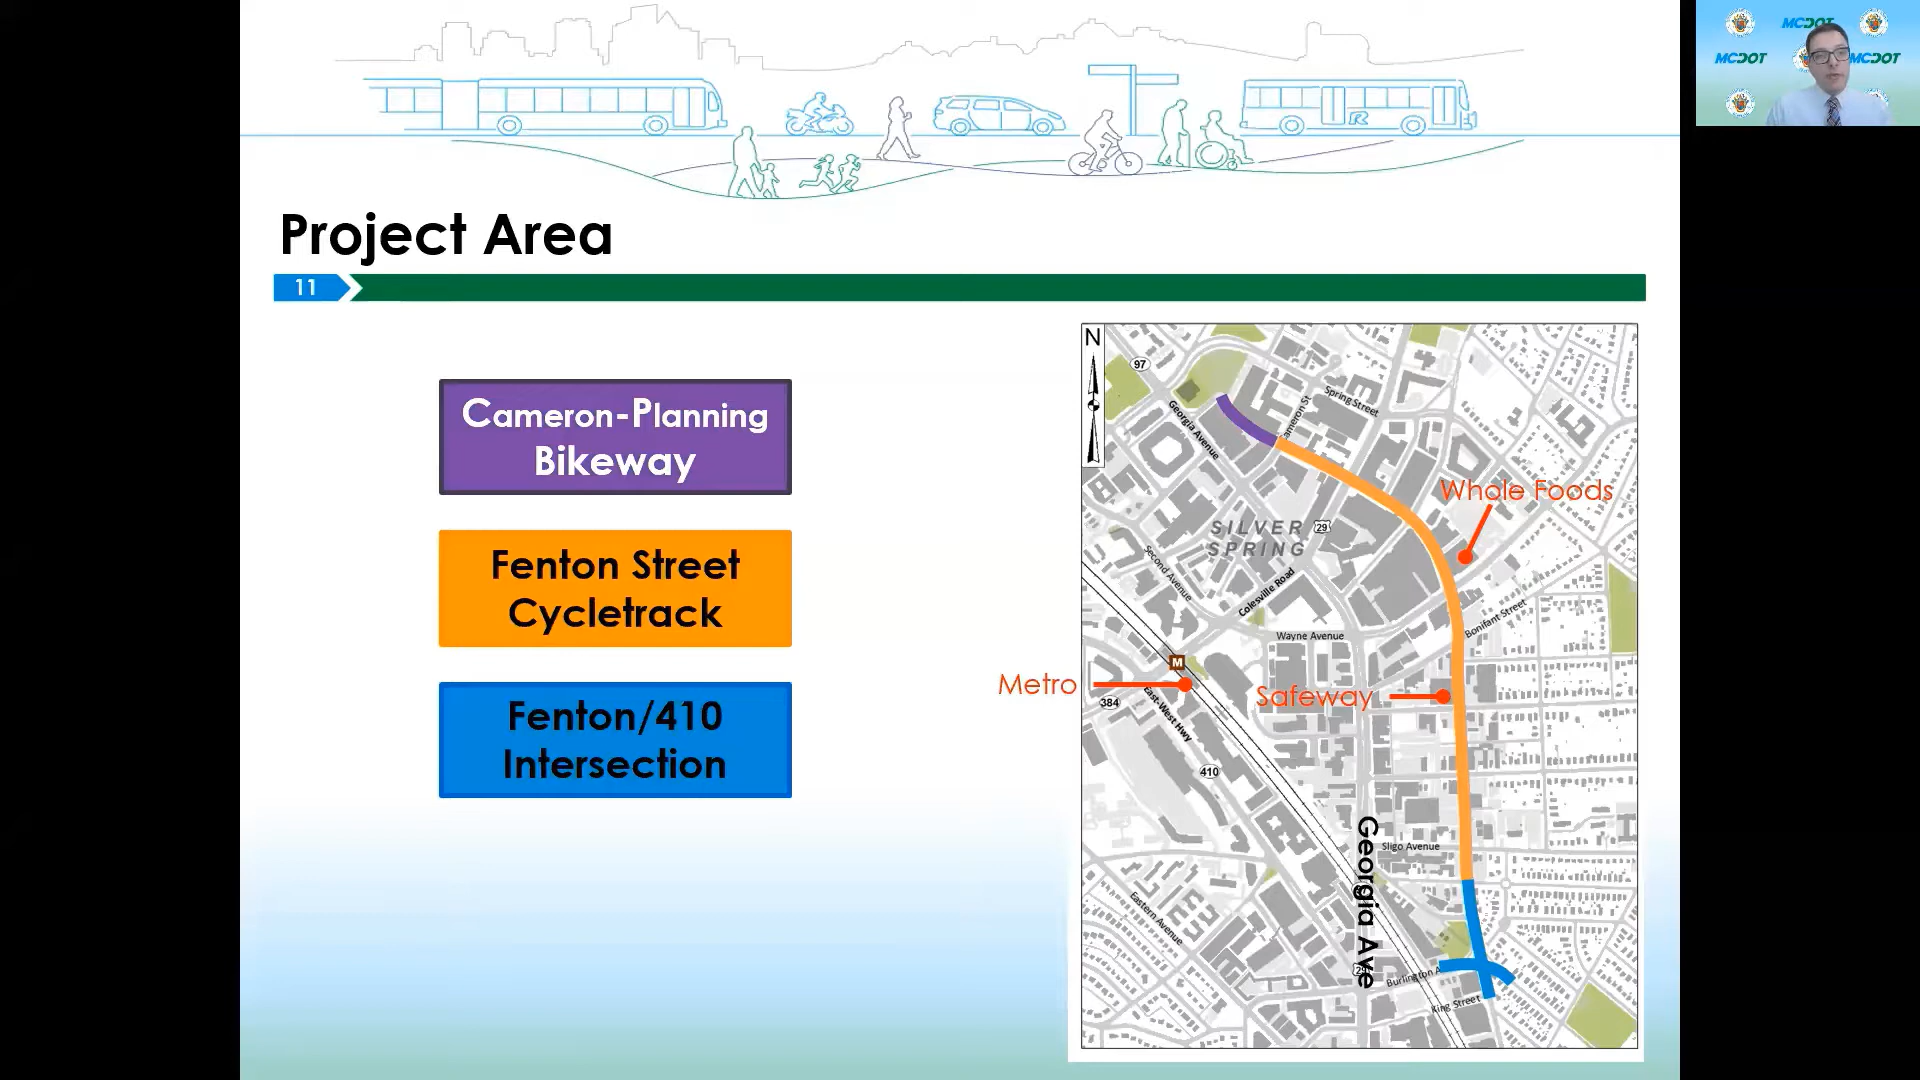 MCDOT
MCDOT
MCDOT
R
Project Area
11
Cameron-Planning
Bikeway
Fenton Street
Cycletrack
Fenton/410
Intersection
N
97
Georgia Avenue
Spring Street
Cameron St
Whole Foods
SILVER
SPRING
29
Second Avenue
Colesville Road
Bonifant Street
Wayne Avenue
M
Metro
384
East-West Hwy
Safeway
410
Georgia Ave
Sligo Avenue
Eastern Avenue
29
Burlington A
King Street